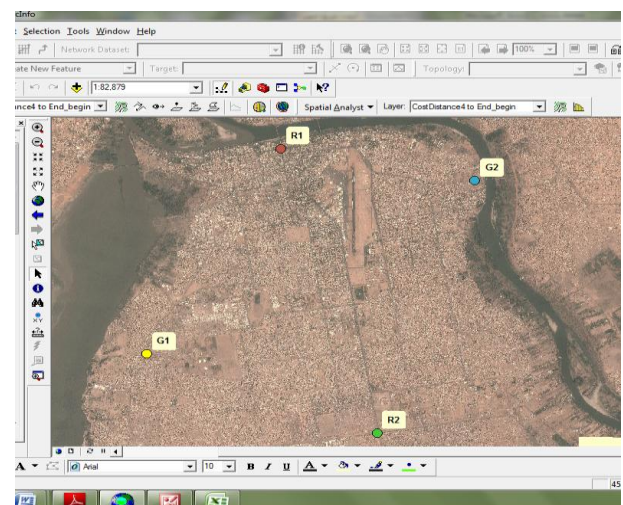 cInfo
Selection Tools Window Help
Network Dataset: 100%
ate New Feature Target: Topology:
1:82,879
nce4 to End_begin Spatial Analyst Layer: CostDistance4 to End_begin
R1
G2
G1
R2
A Arial 10 B I U A
45